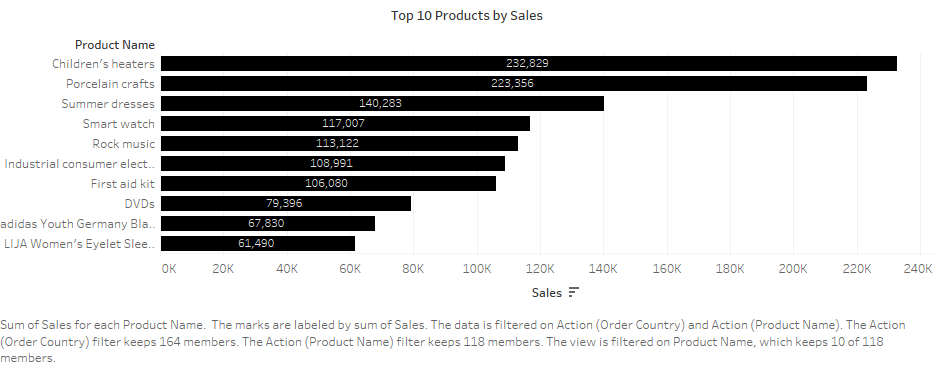 Top 10 Products by Sales
Product Name
Children's heaters 232,829
Porcelain crafts 223,356
Summer dresses 140,283
Smart watch 117,007
Rock music 113,122
Industrial consumer elect.. 108,991
First aid kit 106,080
DVDs 79,396
adidas Youth Germany Bla.. 67,830
LIJA Women's Eyelet Slee.. 61,490
0K 20K 40K 60K 80K 100K 120K 140K 160K 180K 200K 220K 240K
Sales
Sum of Sales for each Product Name.  The marks are labeled by sum of Sales. The data is filtered on Action (Order Country) and Action (Product Name). The Action
(Order Country) filter keeps 164 members. The Action (Product Name) filter keeps 118 members. The view is filtered on Product Name, which keeps 10 of 118
members.